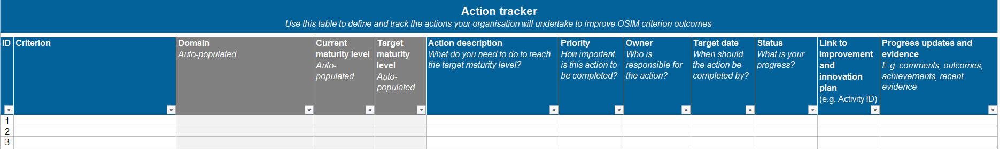 Action tracker
Use this table to define and track the actions your organisation will undertake to improve OSIM criterion outcomes
ID
Criterion
Domain
Auto-populated
Current
maturity level
Auto-
populated
Target
maturity
level
Auto-
populated
Action description
What do you need to do to reach
the target maturity level?
Priority
How important
is this action to
be completed?
Owner
Who is
responsible for
the action?
Target date
When should
the action be
completed by?
Status
What is your
progress?
Link to
improvement
and
innovation
plan
(e.g. Activity ID)
Progress updates and
evidence
E.g. comments, outcomes,
achievements, recent
evidence
1
2
3